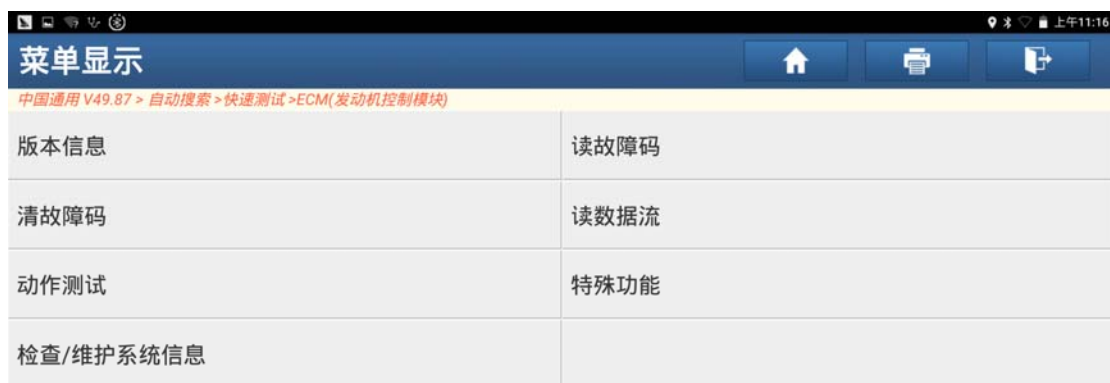 上午11:16
菜单显示
中国通用 V49.87 > 自动搜索 >快速测试 >ECM(发动机控制模块)
版本信息
读故障码
清故障码
读数据流
动作测试
特殊功能
检查/维护系统信息